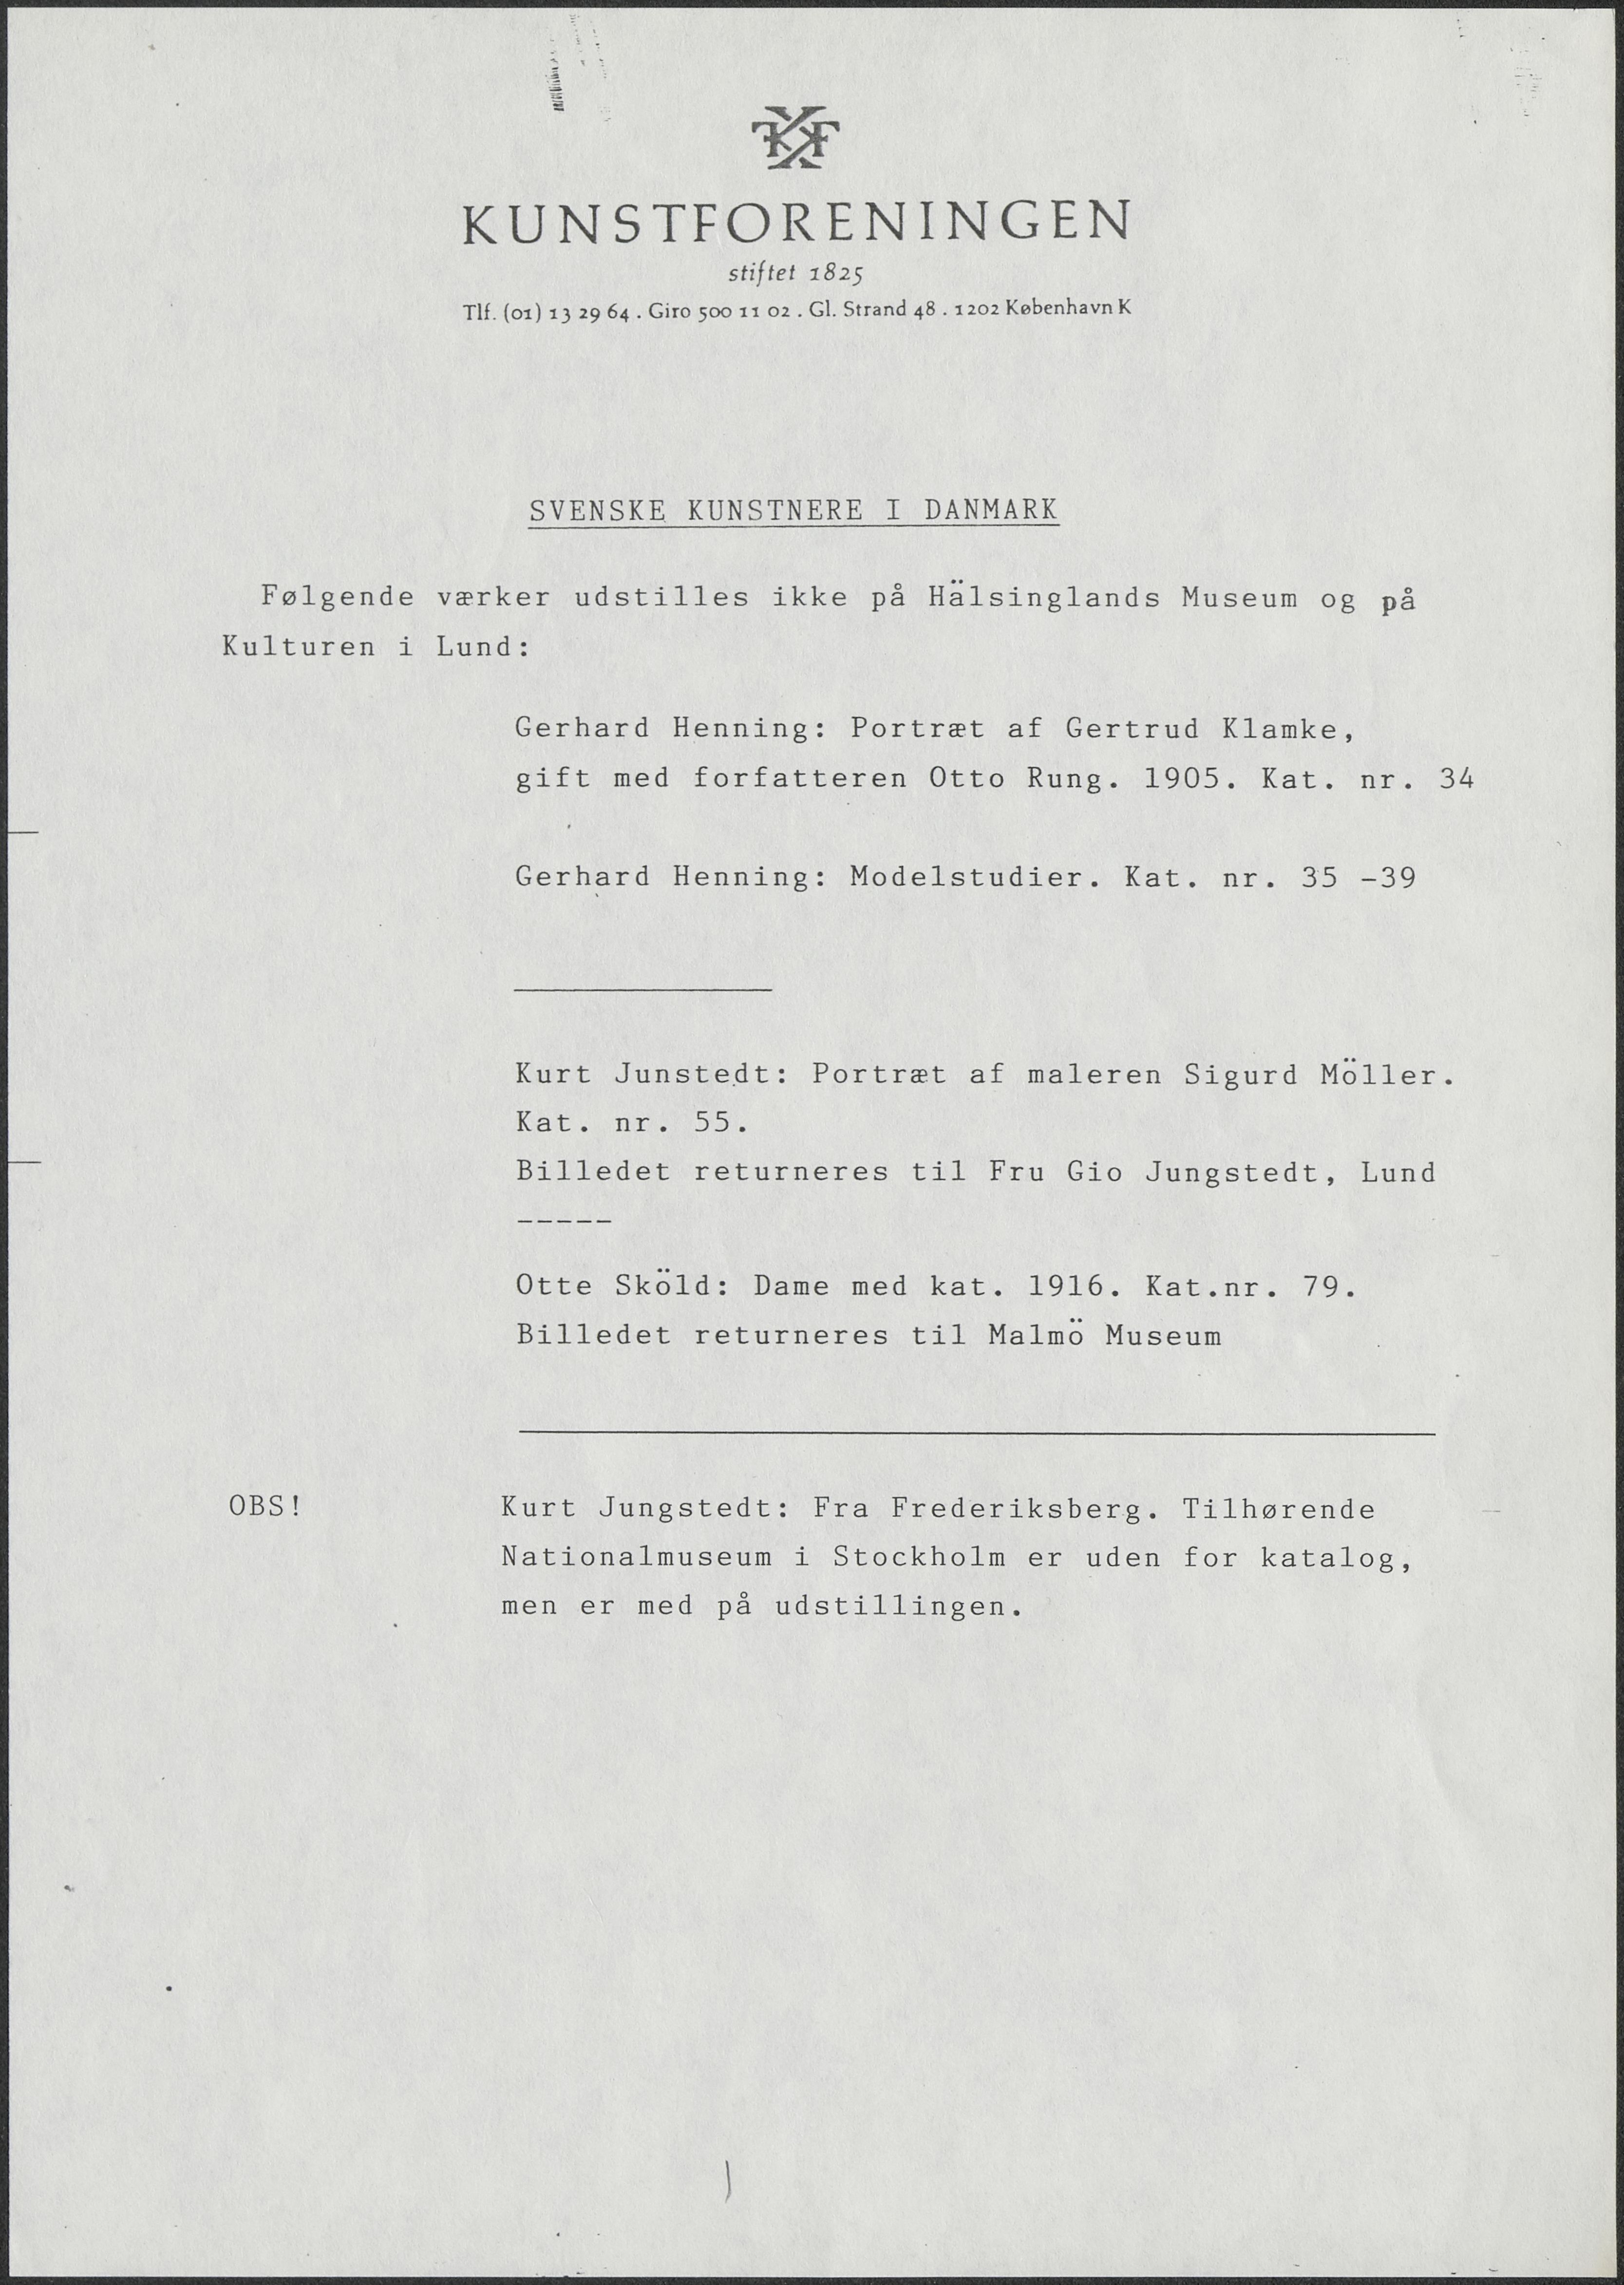 KUNSTFORENINGEN
stiftet 1825
Tlf. (01) 13 29 64 . Giro 500 11 02 . Gl. Strand 48 . 1202 København K
SVENSKE KUNSTNERE I DANMARK
Følgende værker udstilles ikke på Hälsinglands Museum og på
Kulturen i Lund:
Gerhard Henning: Portræt af Gertrud Klamke,
gift med forfatteren Otto Rung. 1905. Kat. nr. 34
Gerhard Henning: Modelstudier. Kat. nr. 35 -39
Kurt Junstedt: Portræt af maleren Sigurd Möller.
Kat. nr. 55.
Billedet returneres til Fru Gio Jungstedt, Lund
-----
Otte Sköld: Dame med kat. 1916. Kat.nr. 79.
Billedet returneres til Malmö Museum
OBS! Kurt Jungstedt: Fra Frederiksberg. Tilhørende
Nationalmuseum i Stockholm er uden for katalog,
men er med på udstillingen.